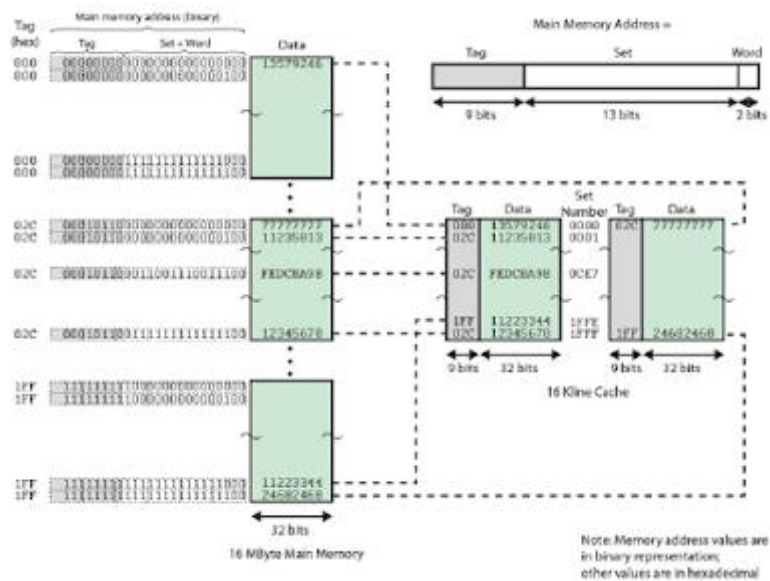 Tag
(hex)
Main memory address (binary)
Tag
Set + Word
Data
000
13579246
000
000
000
02C
77777777
02C
11235813
02C
FEDCBA98
02C
12345678
1FF
1FF
1FF
11223344
1FF
24682468
32 bits
16 MByte Main Memory
Main Memory Address =
Tag
Set
Word
9 bits
13 bits
2 bits
Tag
Data
Set
Number
Tag
Data
000
13579246
0000
02C
77777777
02C
11235813
0001
02C
FEDCBA98
0CE7
1FF
11223344
1FFE
02C
12345678
1FFF
1FF
24682468
9 bits
32 bits
9 bits
32 bits
16 Kline Cache
Note: Memory address values are
in binary representation;
other values are in hexadecimal